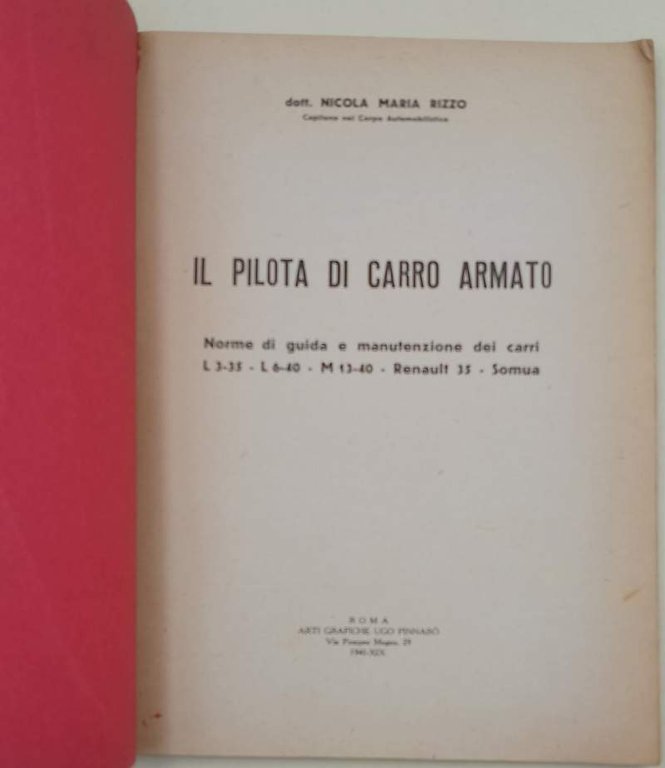 dott. NICOLA MARIA RIZZO
Capitano nel Corpo Automobilistico
IL PILOTA DI CARRO ARMATO
Norme di guida e manutenzione dei carri
L 3-35 - L 6-40 - M 13-40 - Renault 35 - Somua
ROMA
ARTI GRAFICHE UGO PINNARÒ
Via Pompeo Magno, 29
1941-XIX